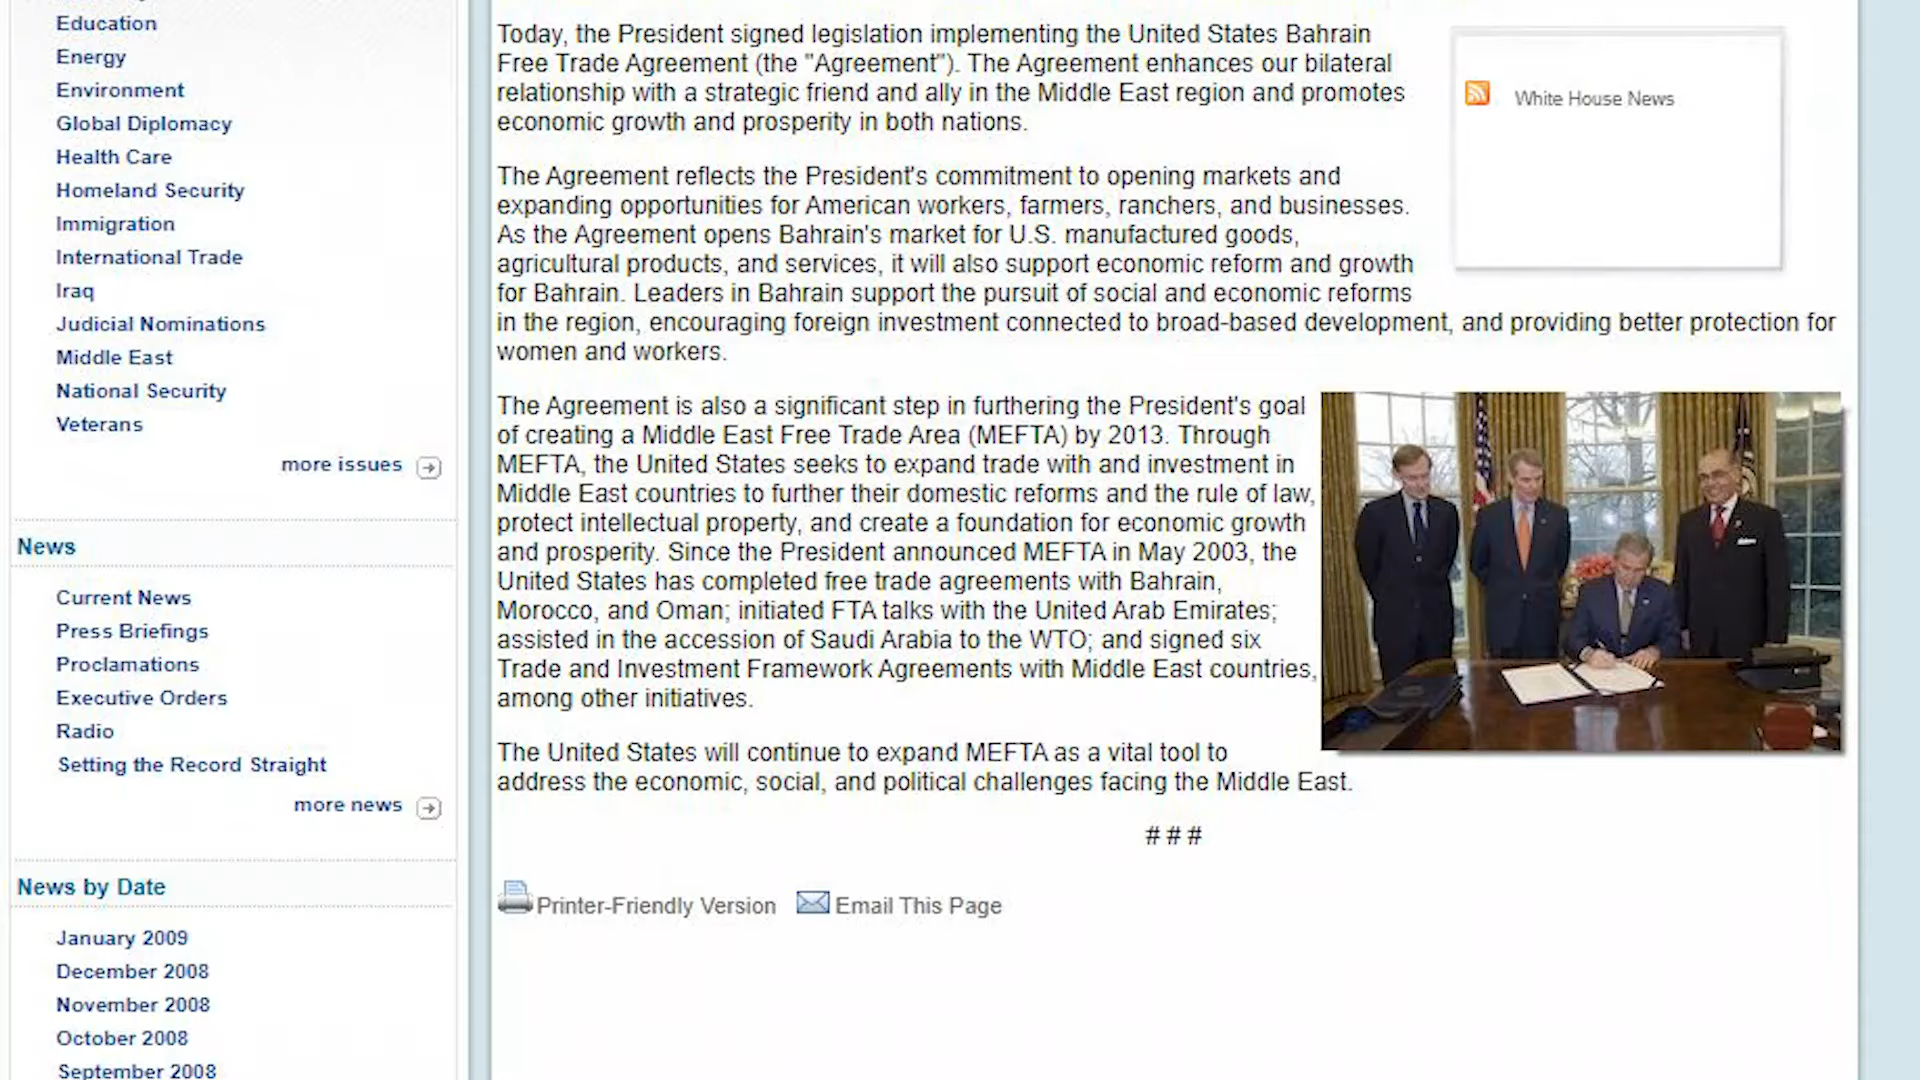 Education
Energy
Environment
Global Diplomacy
Health Care
Homeland Security
Immigration
International Trade
Iraq
Judicial Nominations
Middle East
National Security
Veterans
more issues
News
Current News
Press Briefings
Proclamations
Executive Orders
Radio
Setting the Record Straight
more news
News by Date
January 2009
December 2008
November 2008
October 2008
September 2008
Today, the President signed legislation implementing the United States Bahrain
Free Trade Agreement (the "Agreement"). The Agreement enhances our bilateral
relationship with a strategic friend and ally in the Middle East region and promotes
economic growth and prosperity in both nations.
The Agreement reflects the President's commitment to opening markets and
expanding opportunities for American workers, farmers, ranchers, and businesses.
As the Agreement opens Bahrain's market for U.S. manufactured goods,
agricultural products, and services, it will also support economic reform and growth
for Bahrain. Leaders in Bahrain support the pursuit of social and economic reforms
in the region, encouraging foreign investment connected to broad-based development, and providing better protection for
women and workers.
The Agreement is also a significant step in furthering the President's goal
of creating a Middle East Free Trade Area (MEFTA) by 2013. Through
MEFTA, the United States seeks to expand trade with and investment in
Middle East countries to further their domestic reforms and the rule of law,
protect intellectual property, and create a foundation for economic growth
and prosperity. Since the President announced MEFTA in May 2003, the
United States has completed free trade agreements with Bahrain,
Morocco, and Oman; initiated FTA talks with the United Arab Emirates;
assisted in the accession of Saudi Arabia to the WTO; and signed six
Trade and Investment Framework Agreements with Middle East countries,
among other initiatives.
The United States will continue to expand MEFTA as a vital tool to
address the economic, social, and political challenges facing the Middle East.
# # #
Printer-Friendly Version Email This Page
White House News